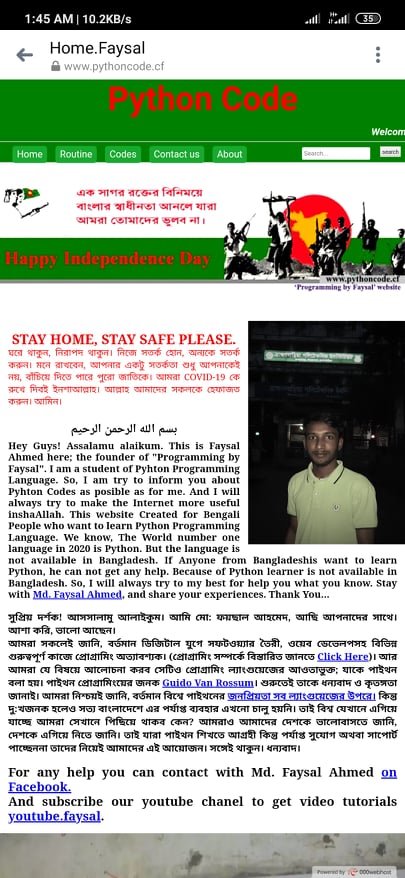 1:45 AM | 10.2KB/s
35
Home.Faysal
www.pythoncode.cf
Python Code
Welcom
Home
Routine
Codes
Contact us
About
Search...
search
এক সাগর রক্তের বিনিময়ে
বাংলার স্বাধীনতা আনলে যারা
আমরা তোমাদের ভুলব না।
Happy Independence Day
www.pythoncode.cf
'Programming by Faysal' website
STAY HOME, STAY SAFE PLEASE.
ঘরে থাকুন, নিরাপদ থাকুন। নিজে সতর্ক হোন, অন্যকে সতর্ক
করুন। মনে রাখবেন, আপনার একটু সতর্কতা শুধু আপনাকেই
নয়, বাঁচিয়ে দিতে পারে পুরো জাতিকে। আমরা COVID-19 কে
রুখে দিবই ইনশাআল্লাহ। আল্লাহ আমাদের সকলকে হেফাজত
করুন। আমিন।
بسم الله الرحمن الرحيم
Hey Guys! Assalamu alaikum. This is Faysal
Ahmed here; the founder of "Programming by
Faysal". I am a student of Pyhton Programming
Language. So, I am try to inform you about
Pyhton Codes as posible as for me. And I will
always try to make the Internet more useful
inshaAllah. This website Created for Bengali
People who want to learn Python Programming
Language. We know, The World number one
language in 2020 is Python. But the language is
not available in Bangladesh. If Anyone from Bangladeshis want to learn
Python, he can not get any help. Because of Python learner is not available in
Bangladesh. So, I will always try to my best for help you what you know. Stay
with Md. Faysal Ahmed, and share your experiences. Thank You...
সুপ্রিয় দর্শক! আসসালামু আলাইকুম। আমি মো: ফায়ছাল আহমেদ, আছি আপনাদের সাথে।
আশা করি, ভালো আছেন।
আমরা সকলেই জানি, বর্তমান ডিজিটাল যুগে সফটওয়্যার তৈরী, ওয়েব ডেভেলপসহ বিভিন্ন
গুরুত্বপূর্ণ কাজে প্রোগ্রামিং অত্যাবশ্যক। (প্রোগ্রামিং সম্পর্কে বিস্তারিত জানতে Click Here)। আর
আমরা যে বিষয়ে আলোচনা করব সেটিও প্রোগ্রামিং ল্যাংগুয়েজের আওতাভুক্ত; যাকে পাইথন
বলা হয়। পাইথন প্রোগ্রামিংয়ের জনক Guido Van Rossum। শুরুতেই তাকে ধন্যবাদ ও কৃতজ্ঞতা
জানাই। আমরা নিশ্চয়ই জানি, বর্তমান বিশ্বে পাইথনের জনপ্রিয়তা সব ল্যাংগুয়েজের উপরে। কিন্তু
দু:খজনক হলেও সত্য বাংলাদেশে এর পর্যাপ্ত ব্যবহার এখনো চালু হয়নি। তাই বিশ্ব যেখানে এগিয়ে
যাচ্ছে আমরা সেখানে পিছিয়ে থাকব কেন? আমরাও আমাদের দেশকে ভালোবাসতে জানি,
দেশকে এগিয়ে নিতে জানি। তাই যারা পাইথন শিখতে আগ্রহী কিন্তু পর্যাপ্ত সুযোগ অথবা সাপোর্ট
পাচ্ছেননা তাদের নিয়েই আমাদের এই আয়োজন। সঙ্গেই থাকুন। ধন্যবাদ।
For any help you can contact with Md. Faysal Ahmed on
Facebook.
And subscribe our youtube chanel to get video tutorials
youtube.faysal.
Powered by 000webhost